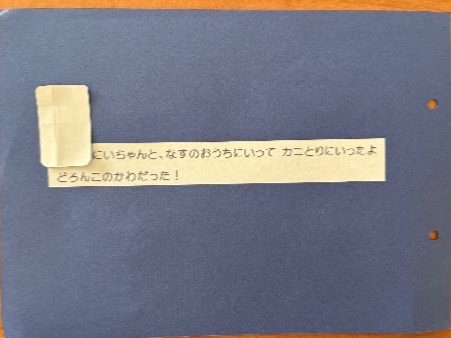 にいちゃんと、なすのおうちにいって カニとりにいったよ
どろんこのかわだった！